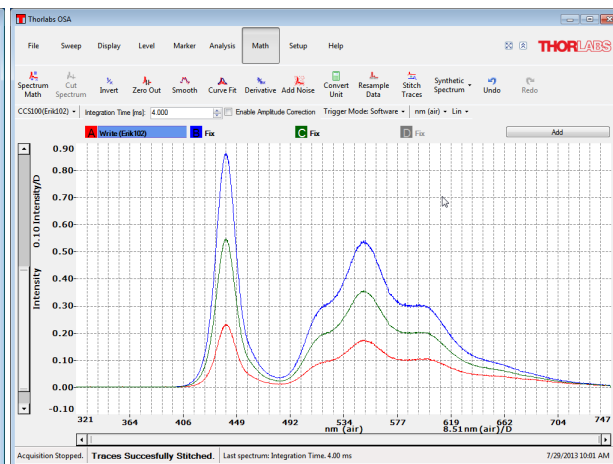 Thorlabs OSA
File Sweep Display Level Marker Analysis Math Setup Help
THORLABS
Spectrum Math Cut Spectrum Invert Zero Out Smooth Curve Fit Derivative Add Noise Convert Unit Resample Data Stitch Traces Synthetic Spectrum Undo Redo
CCS100(Erik102) Integration Time [ms]: 4.000 Enable Amplitude Correction Trigger Mode: Software nm (air) Lin
A Write (Erik102) B Fix C Fix D Fix Add
0.90
0.80
0.70
0.60
0.50
0.40
0.30
0.20
0.10
0.00
-0.10
0.10 Intensity/D
Intensity
321 364 406 449 492 534 577 619 662 704 747
nm (air) 8.51 nm (air)/D
Acquisition Stopped. Traces Succesfully Stitched. Last spectrum: Integration Time. 4.00 ms 7/29/2013 10:01 AM